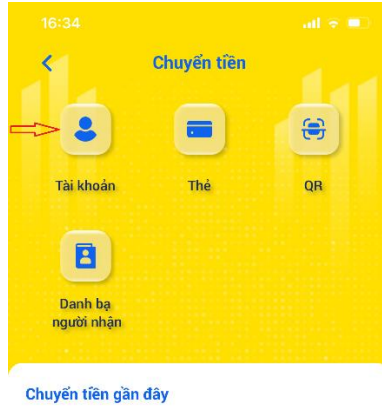 16:34
Chuyển tiền
Tài khoản
Thẻ
QR
Danh bạ
người nhận
Chuyển tiền gần đây